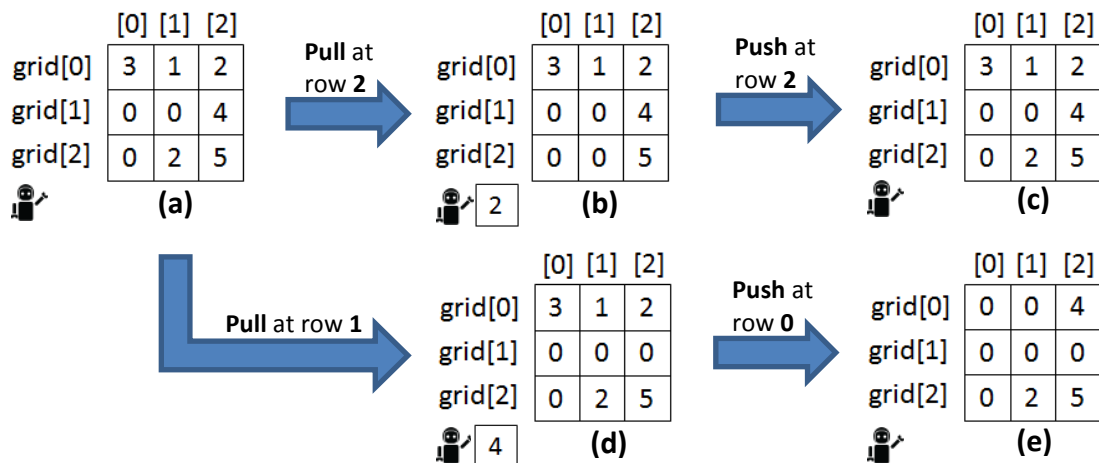 [0] [1] [2]
grid[0] 3 1 2
grid[1] 0 0 4
grid[2] 0 2 5
(a)
Pull at
row 2
[0] [1] [2]
grid[0] 3 1 2
grid[1] 0 0 4
grid[2] 0 0 5
2
(b)
Push at
row 2
[0] [1] [2]
grid[0] 3 1 2
grid[1] 0 0 4
grid[2] 0 2 5
(c)
Pull at row 1
[0] [1] [2]
grid[0] 3 1 2
grid[1] 0 0 0
grid[2] 0 2 5
4
(d)
Push at
row 0
[0] [1] [2]
grid[0] 0 0 4
grid[1] 0 0 0
grid[2] 0 2 5
(e)